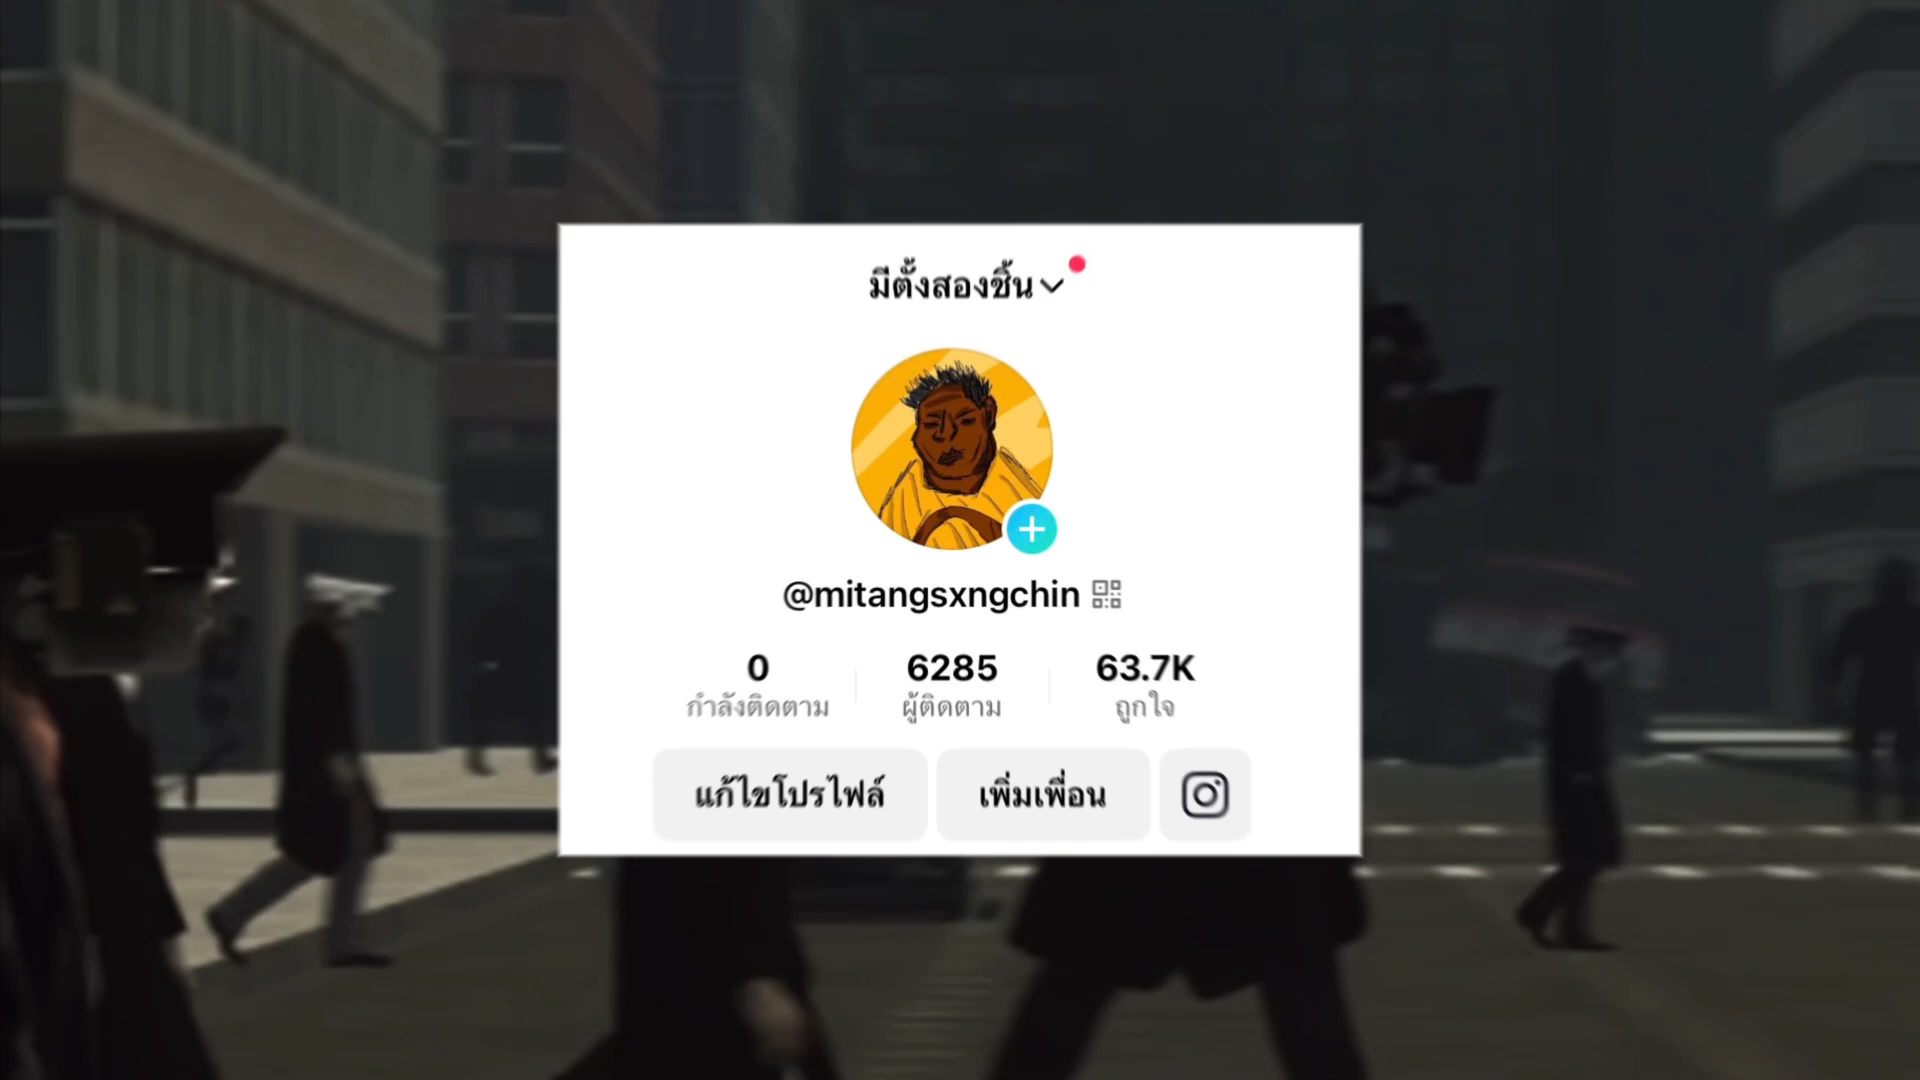 มีตั้งสองชิ้น
@mitangsxngchin
0 6285 63.7K
กำลังติดตาม ผู้ติดตาม ถูกใจ
แก้ไขโปรไฟล์ เพิ่มเพื่อน